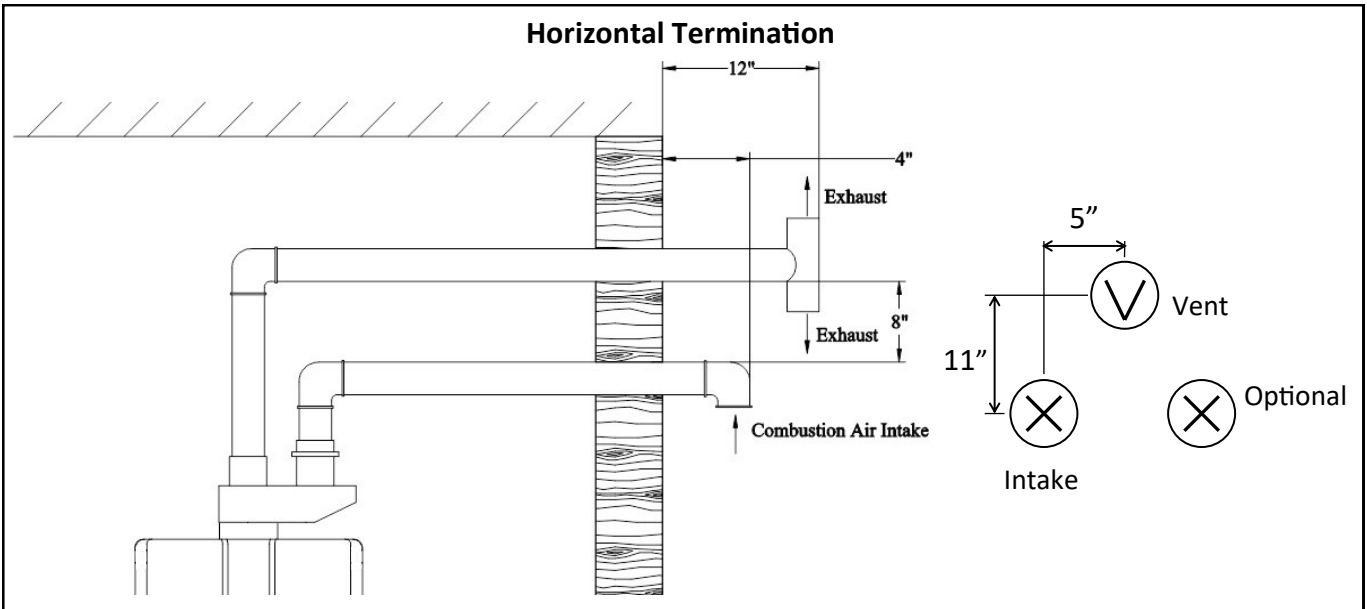 Horizontal Termination
12"
4"
Exhaust
5”
Vent
8"
Exhaust
11”
Optional
Combustion Air Intake
Intake